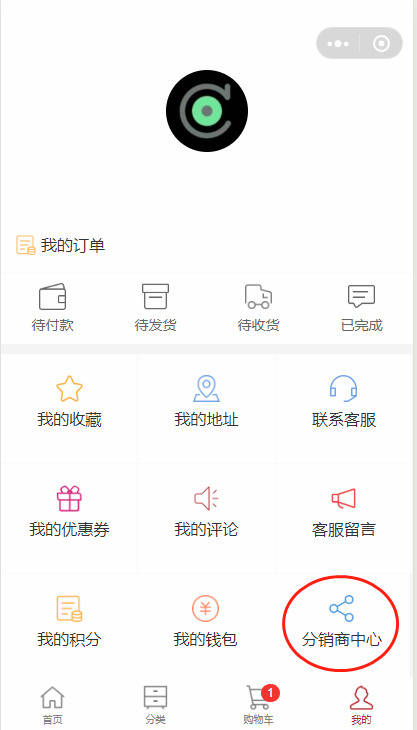 我的订单
待付款 待发货 待收货 已完成
我的收藏 我的地址 联系客服
我的优惠券 我的评论 客服留言
¥
我的积分 我的钱包 分销商中心
1
首页 分类 购物车 我的